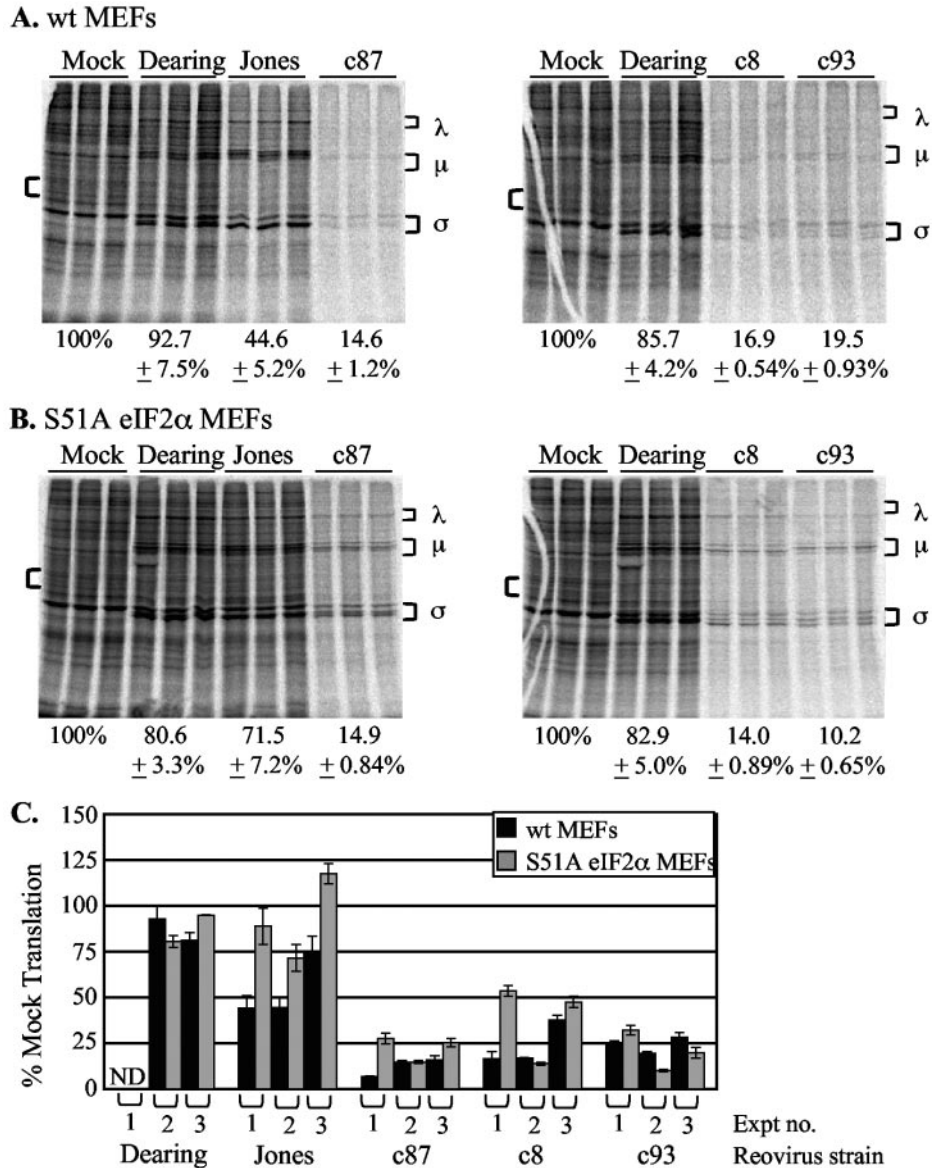 A. wt MEFs
Mock Dearing Jones c87
Mock Dearing c8 c93
λ
μ
σ
λ
μ
σ
100% 92.7 44.6 14.6
± 7.5% ± 5.2% ± 1.2%
100% 85.7 16.9 19.5
± 4.2% ± 0.54% ± 0.93%
B. S51A eIF2α MEFs
Mock Dearing Jones c87
Mock Dearing c8 c93
λ
μ
σ
λ
μ
σ
100% 80.6 71.5 14.9
± 3.3% ± 7.2% ± 0.84%
100% 82.9 14.0 10.2
± 5.0% ± 0.89% ± 0.65%
C.
% Mock Translation
150
125
100
75
50
25
0
wt MEFs
S51A eIF2α MEFs
ND
1 2 3 1 2 3 1 2 3 1 2 3 1 2 3 Expt no.
Dearing Jones c87 c8 c93 Reovirus strain